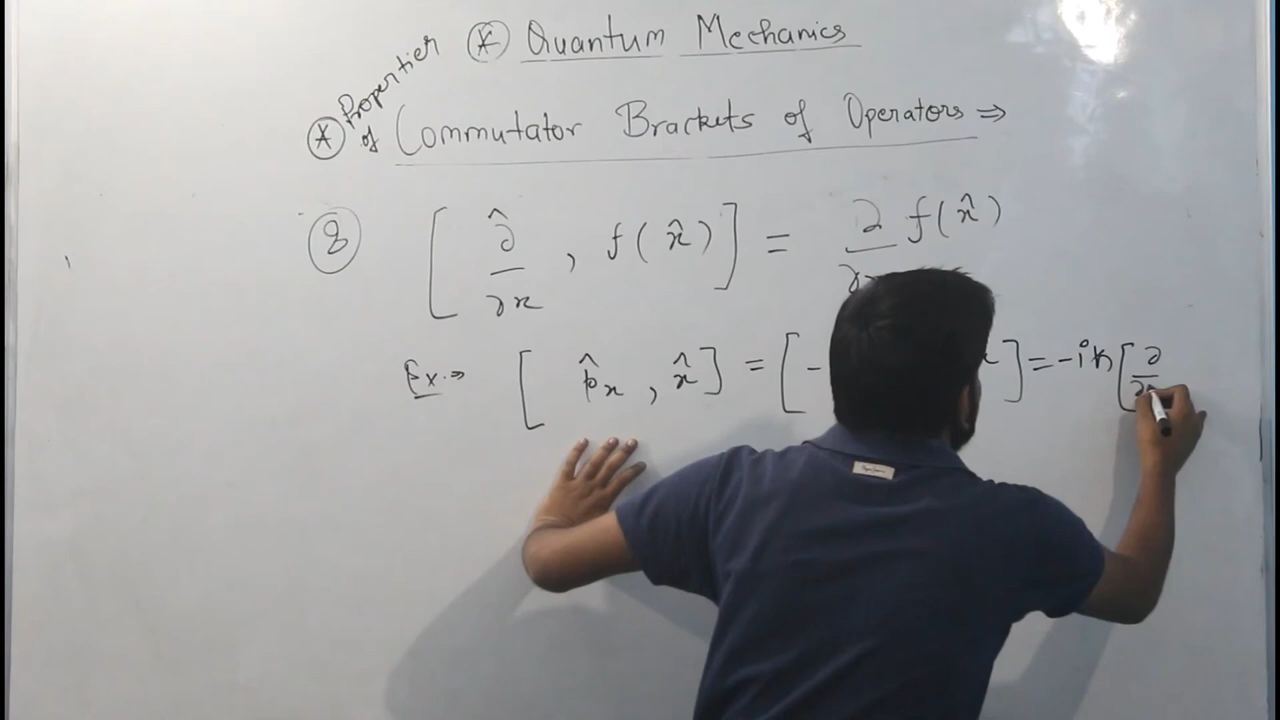 * Quantum Mechanics
* Properties of Commutator Brackets of Operators ⇒
8 [ ∂̂/∂x , f(x̂) ] = ∂/∂x f(x̂)
Ex.⇒ [ p̂x , x̂ ] = [ - x ] = -iħ [ ∂/∂x